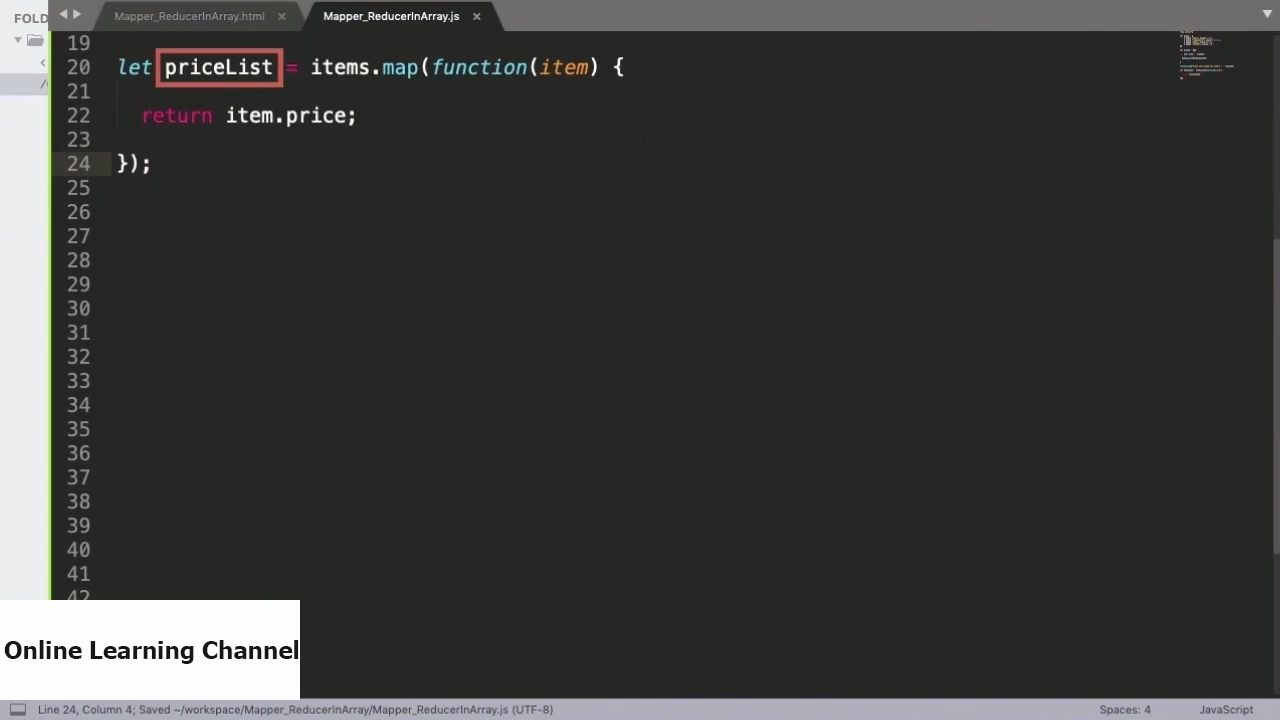 FOLD
Mapper_ReducerInArray.html ×
Mapper_ReducerInArray.js ×
19
20 let priceList = items.map(function(item) {
21
22 return item.price;
23
24 });
25
26
27
28
29
30
31
32
33
34
35
36
37
38
39
40
41
42
Online Learning Channel
Line 24, Column 4; Saved ~/workspace/Mapper_ReducerInArray/Mapper_ReducerInArray.js (UTF-8)
Spaces: 4
JavaScript